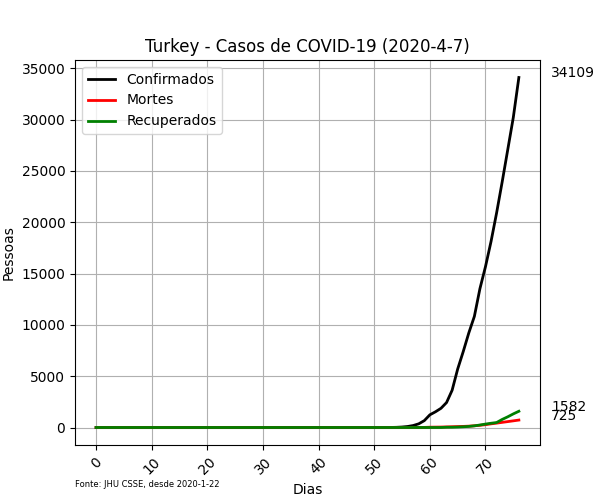 Turkey - Casos de COVID-19 (2020-4-7)
35000
30000
25000
20000
15000
10000
5000
0
Pessoas
Confirmados
Mortes
Recuperados
34109
1582
725
0
10
20
30
40
50
60
70
Dias
Fonte: JHU CSSE, desde 2020-1-22